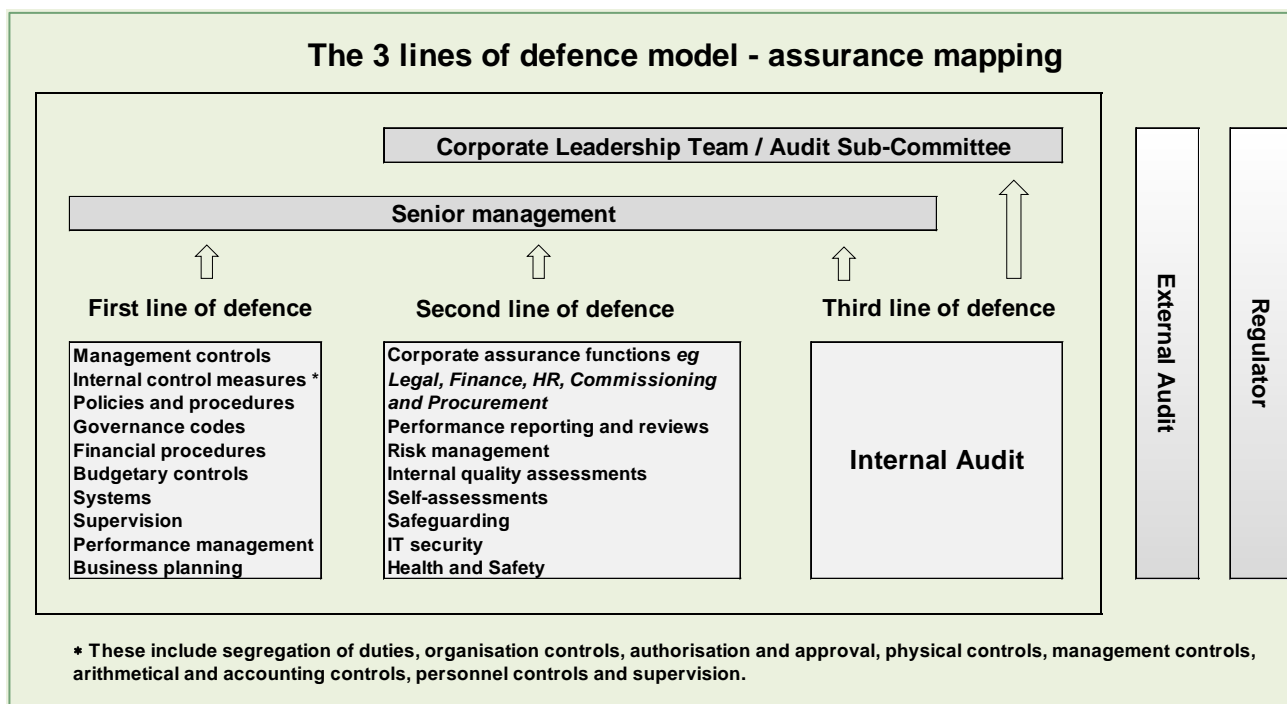 The 3 lines of defence model - assurance mapping
Corporate Leadership Team / Audit Sub-Committee
Senior management
First line of defence
Management controls
Internal control measures *
Policies and procedures
Governance codes
Financial procedures
Budgetary controls
Systems
Supervision
Performance management
Business planning
Second line of defence
Corporate assurance functions eg
Legal, Finance, HR, Commissioning
and Procurement
Performance reporting and reviews
Risk management
Internal quality assessments
Self-assessments
Safeguarding
IT security
Health and Safety
Third line of defence
Internal Audit
External Audit
Regulator
* These include segregation of duties, organisation controls, authorisation and approval, physical controls, management controls,
arithmetical and accounting controls, personnel controls and supervision.